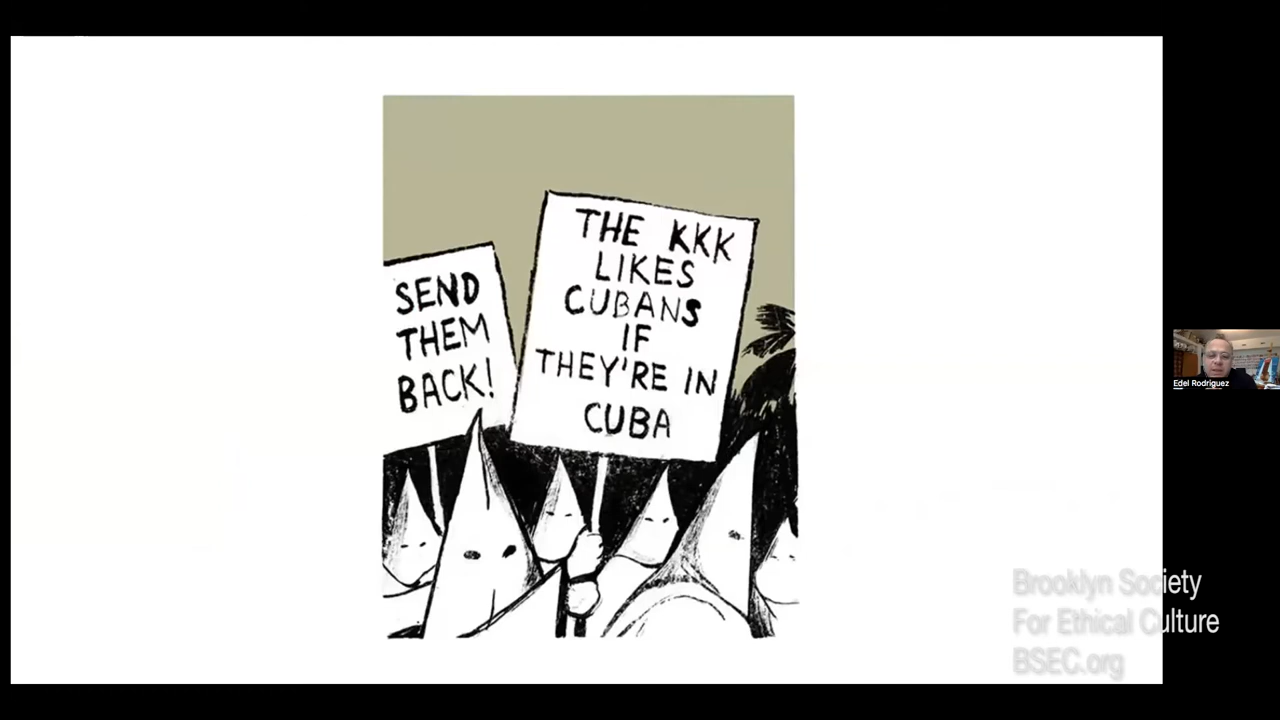 SEND
THEM
BACK!
THE KKK
LIKES
CUBANS
IF
THEY'RE IN
CUBA
Edel Rodriguez
Brooklyn Society
For Ethical Culture
BSEC.org